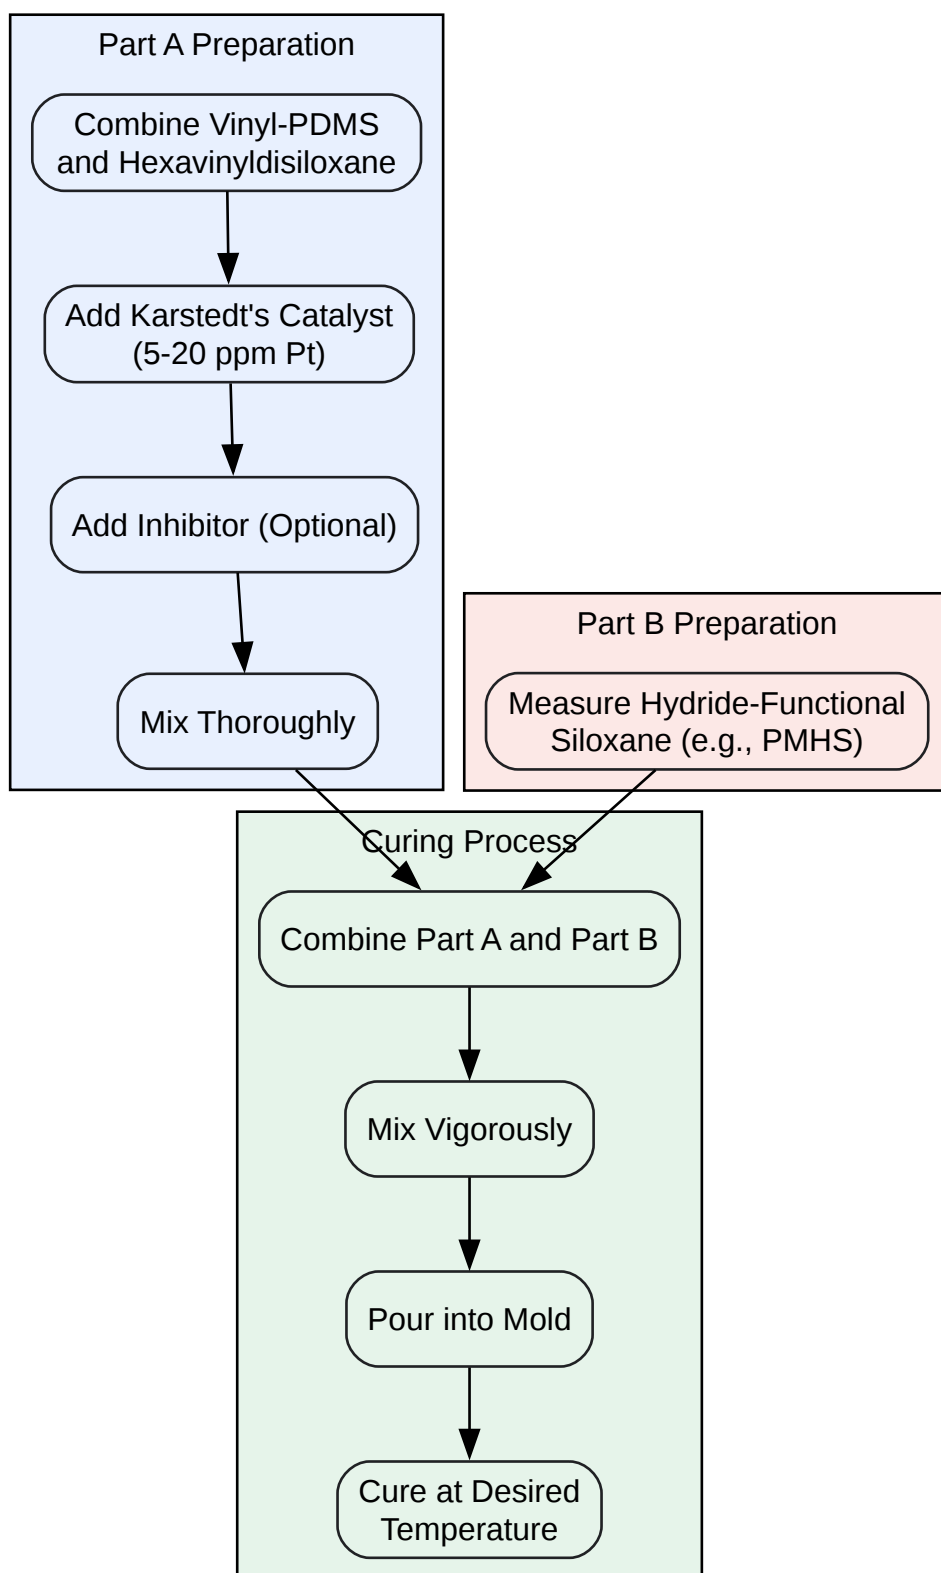 Part A Preparation
Combine Vinyl-PDMS
and Hexavinyldisiloxane
Add Karstedt's Catalyst
(5-20 ppm Pt)
Add Inhibitor (Optional)
Mix Thoroughly
Part B Preparation
Measure Hydride-Functional
Siloxane (e.g., PMHS)
Curing Process
Combine Part A and Part B
Mix Vigorously
Pour into Mold
Cure at Desired
Temperature